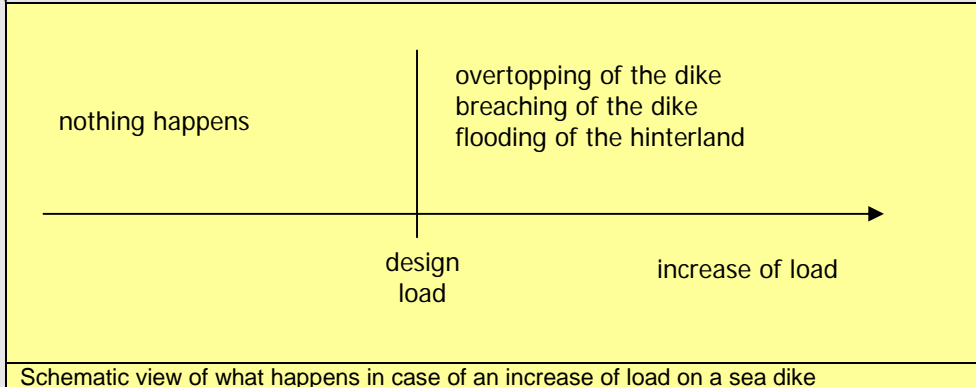 overtopping of the dike
breaching of the dike
flooding of the hinterland
nothing happens
design
load
increase of load
Schematic view of what happens in case of an increase of load on a sea dike